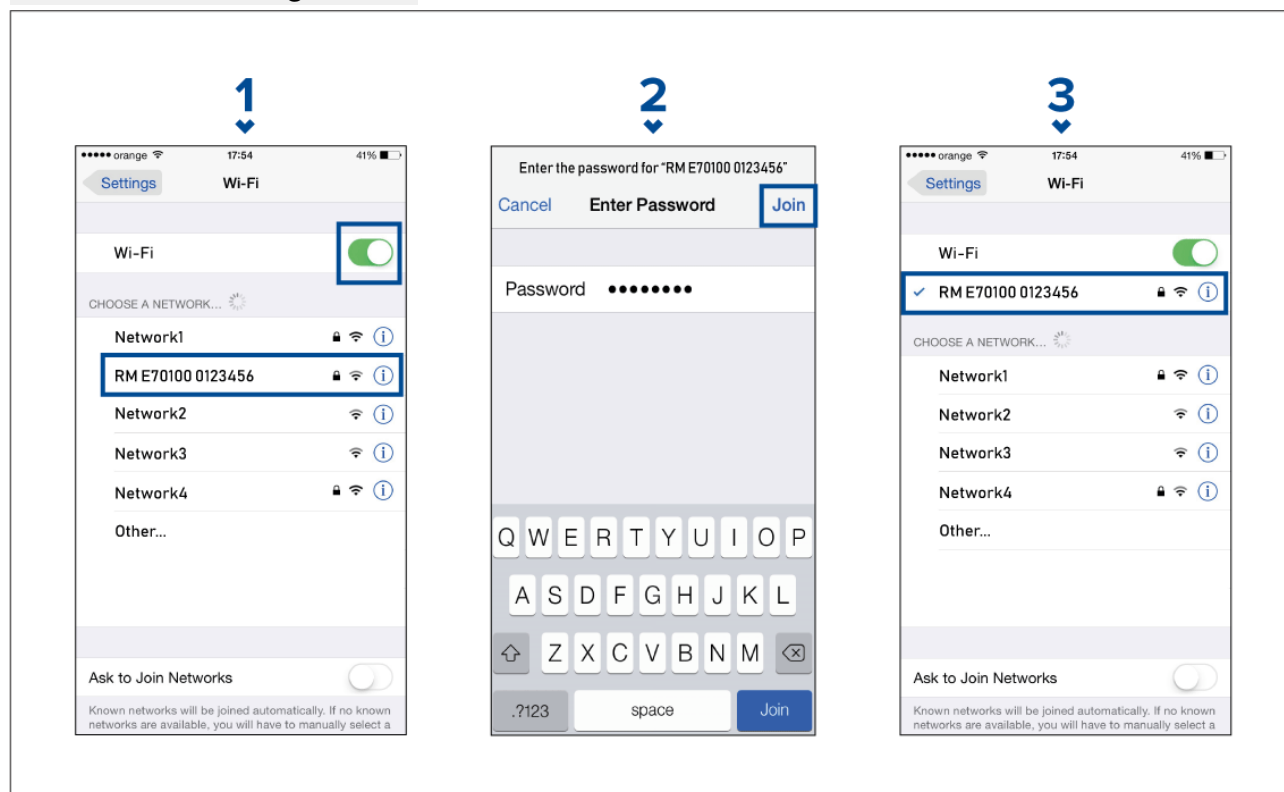 1
2
3
orange 17:54 41%
Settings Wi-Fi
Wi-Fi
CHOOSE A NETWORK...
Network1
RM E70100 0123456
Network2
Network3
Network4
Other...
Ask to Join Networks
Known networks will be joined automatically. If no known
networks are available, you will have to manually select a
Enter the password for “RM E70100 0123456”
Cancel Enter Password Join
Password ●●●●●●●●
Q W E R T Y U I O P
A S D F G H J K L
Z X C V B N M
.?123 space Join
orange 17:54 41%
Settings Wi-Fi
Wi-Fi
✓ RM E70100 0123456
CHOOSE A NETWORK...
Network1
Network2
Network3
Network4
Other...
Ask to Join Networks
Known networks will be joined automatically. If no known
networks are available, you will have to manually select a